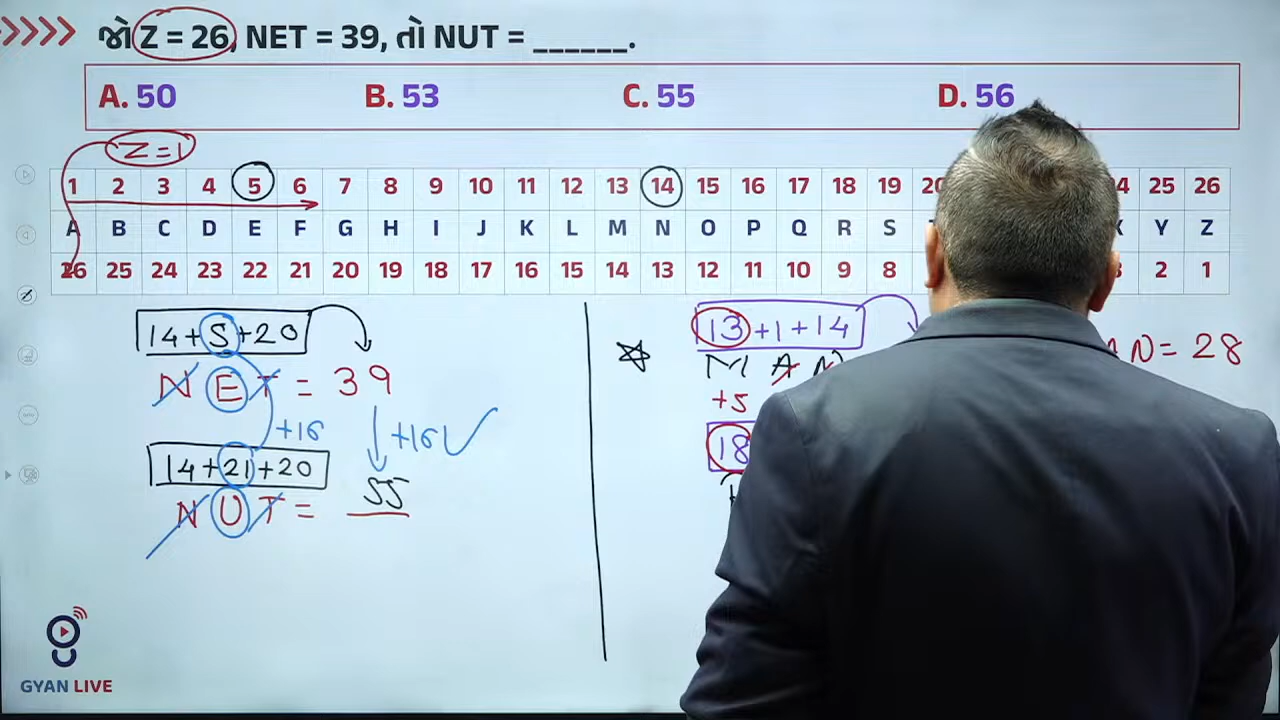 જો Z = 26, NET = 39, તો NUT = ______.
A. 50 B. 53 C. 55 D. 56
Z=1
1 2 3 4 5 6 7 8 9 10 11 12 13 14 15 16 17 18 19 25 26
A B C D E F G H I J K L M N O P Q R S Y Z
26 25 24 23 22 21 20 19 18 17 16 15 14 13 12 11 10 9 8 2 1
14+5+20
NET = 39
+16 +16
14+21+20
NUT = 55
13+1+14
MAN
N = 28
+5
18
GYAN LIVE